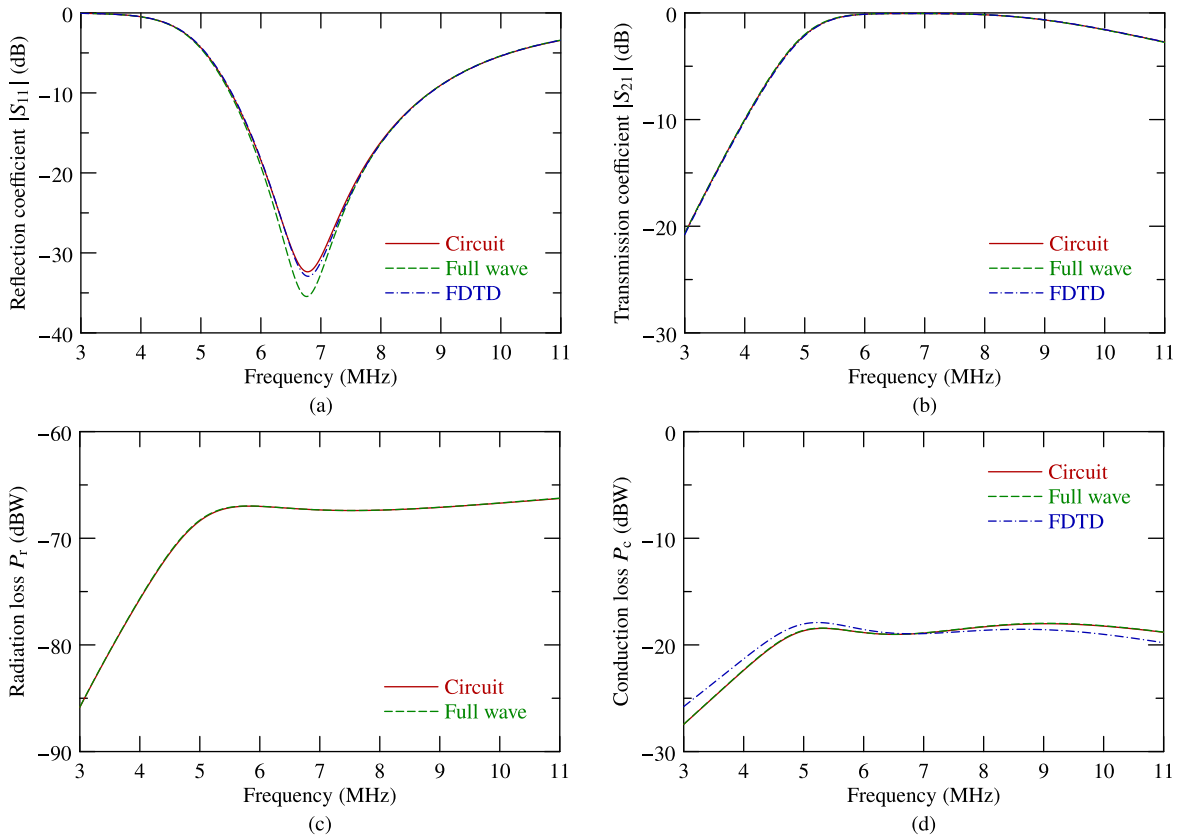 Reflection coefficient |S11| (dB)
0
−10
−20
−30
−40
3 4 5 6 7 8 9 10 11
Frequency (MHz)
Circuit
Full wave
FDTD
(a)
Transmission coefficient |S21| (dB)
0
−10
−20
−30
3 4 5 6 7 8 9 10 11
Frequency (MHz)
Circuit
Full wave
FDTD
(b)
Radiation loss Pr (dBW)
−60
−70
−80
−90
3 4 5 6 7 8 9 10 11
Frequency (MHz)
Circuit
Full wave
(c)
Conduction loss Pc (dBW)
0
−10
−20
−30
3 4 5 6 7 8 9 10 11
Frequency (MHz)
Circuit
Full wave
FDTD
(d)